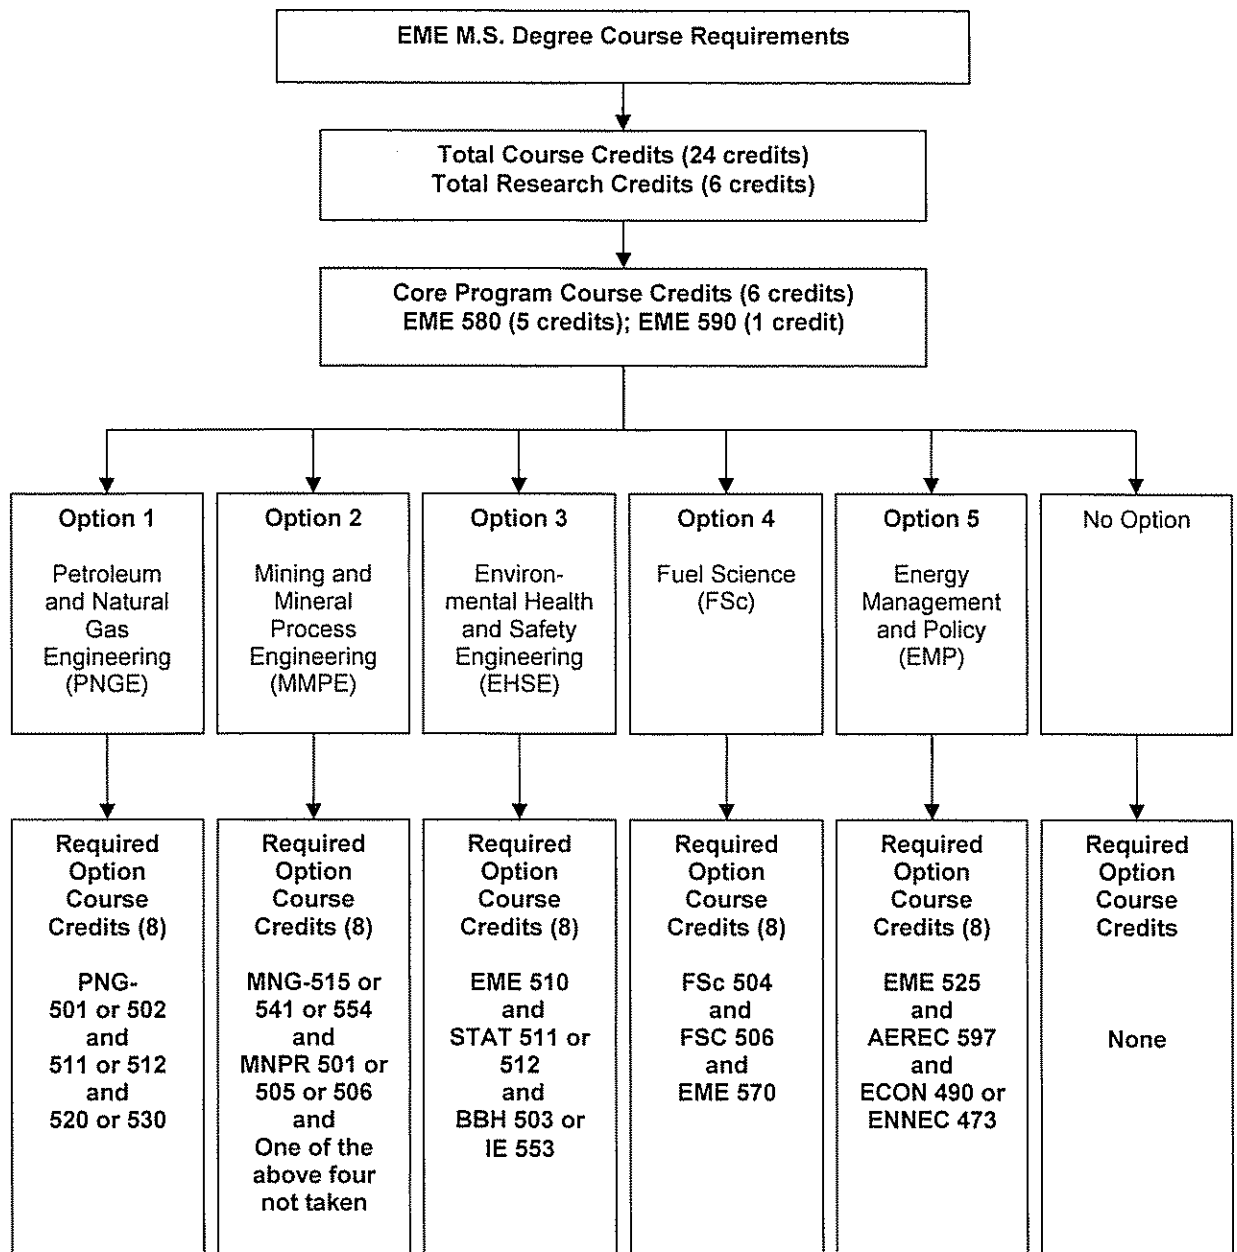 EME M.S. Degree Course Requirements
Total Course Credits (24 credits)
Total Research Credits (6 credits)
Core Program Course Credits (6 credits)
EME 580 (5 credits); EME 590 (1 credit)
Option 1
Petroleum
and Natural
Gas
Engineering
(PNGE)
Option 2
Mining and
Mineral
Process
Engineering
(MMPE)
Option 3
Environ-
mental Health
and Safety
Engineering
(EHSE)
Option 4
Fuel Science
(FSc)
Option 5
Energy
Management
and Policy
(EMP)
No Option
Required
Option
Course
Credits (8)
PNG-
501 or 502
and
511 or 512
and
520 or 530
Required
Option
Course
Credits (8)
MNG-515 or
541 or 554
and
MNPR 501 or
505 or 506
and
One of the
above four
not taken
Required
Option
Course
Credits (8)
EME 510
and
STAT 511 or
512
and
BBH 503 or
IE 553
Required
Option
Course
Credits (8)
FSc 504
and
FSC 506
and
EME 570
Required
Option
Course
Credits (8)
EME 525
and
AEREC 597
and
ECON 490 or
ENNEC 473
Required
Option
Course
Credits
None